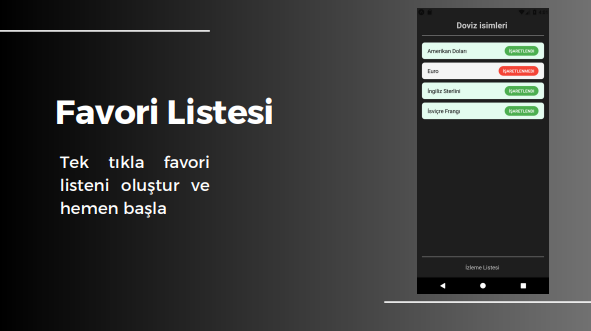 Favori Listesi
Tek tıkla favori
listeni oluştur ve
hemen başla
Doviz isimleri
Amerikan Doları
İŞARETLENDİ
Euro
İŞARETLENMEDİ
İngiliz Sterlini
İŞARETLENDİ
İsviçre Frangı
İŞARETLENDİ
İzleme Listesi